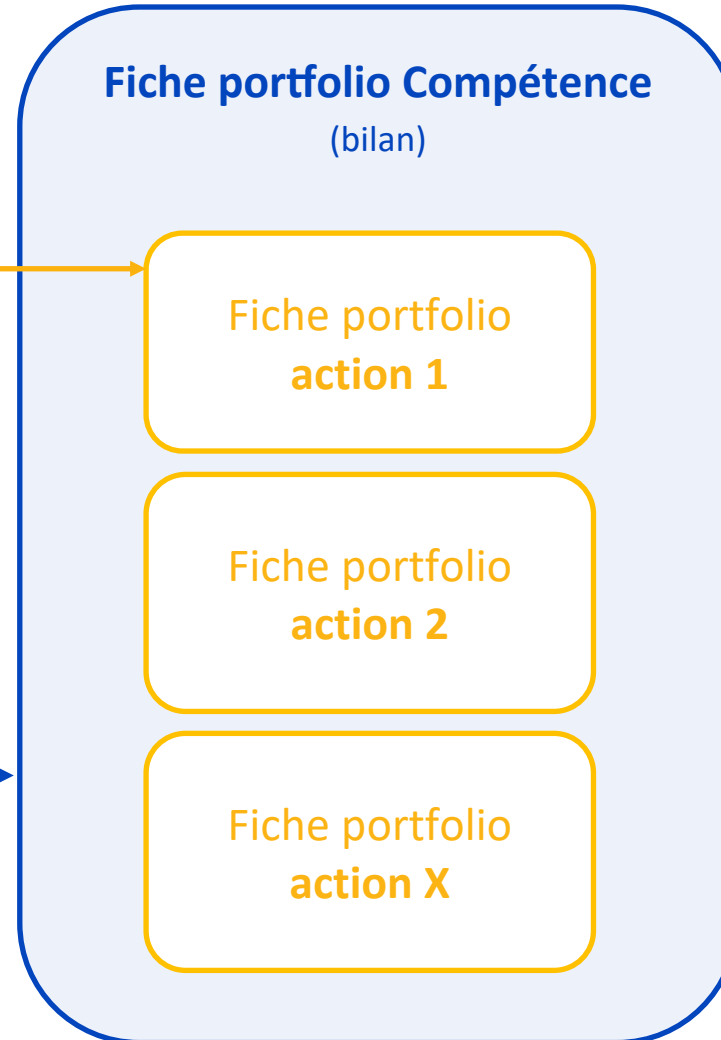 Fiche portfolio Compétence
(bilan)
Fiche portfolio
action 1
Fiche portfolio
action 2
Fiche portfolio
action X